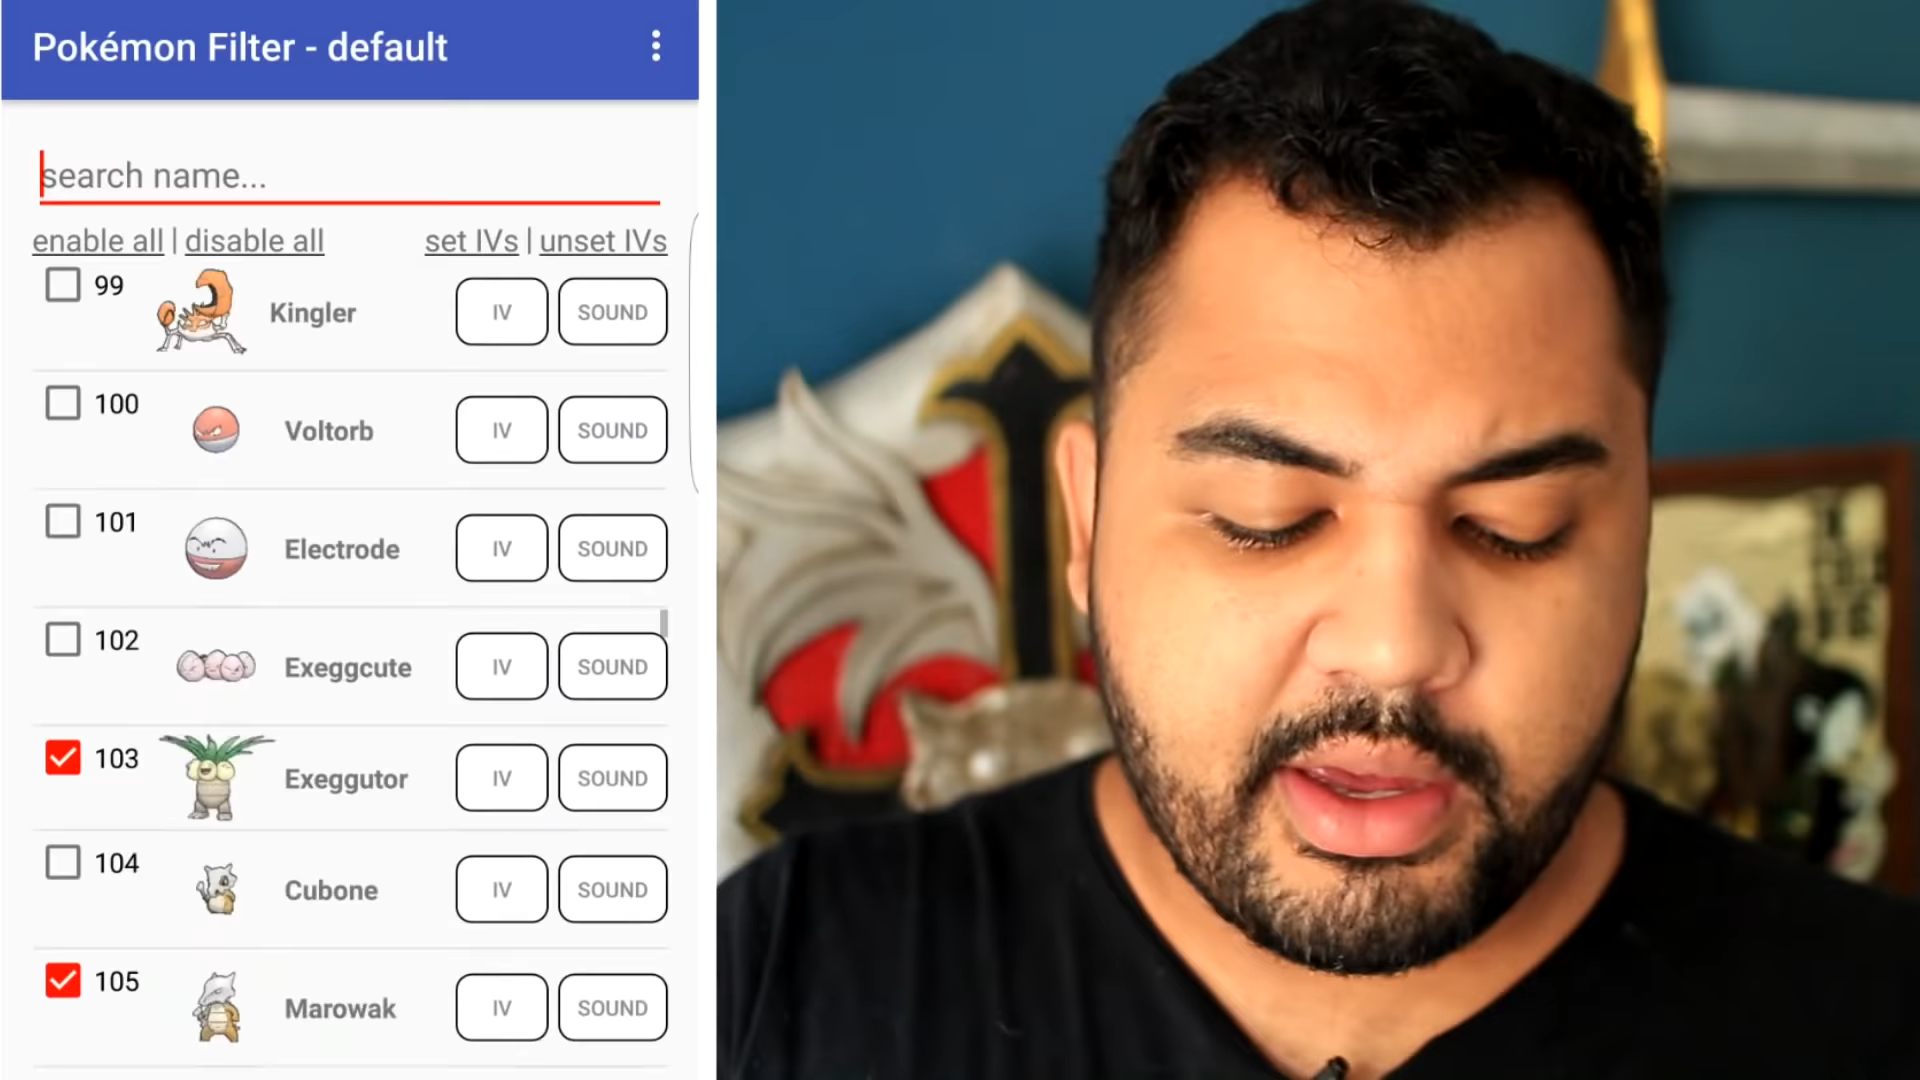 Pokémon Filter - default
search name...
enable all | disable all set IVs | unset IVs
99 Kingler IV SOUND
100 Voltorb IV SOUND
101 Electrode IV SOUND
102 Exeggcute IV SOUND
103 Exeggutor IV SOUND
104 Cubone IV SOUND
105 Marowak IV SOUND